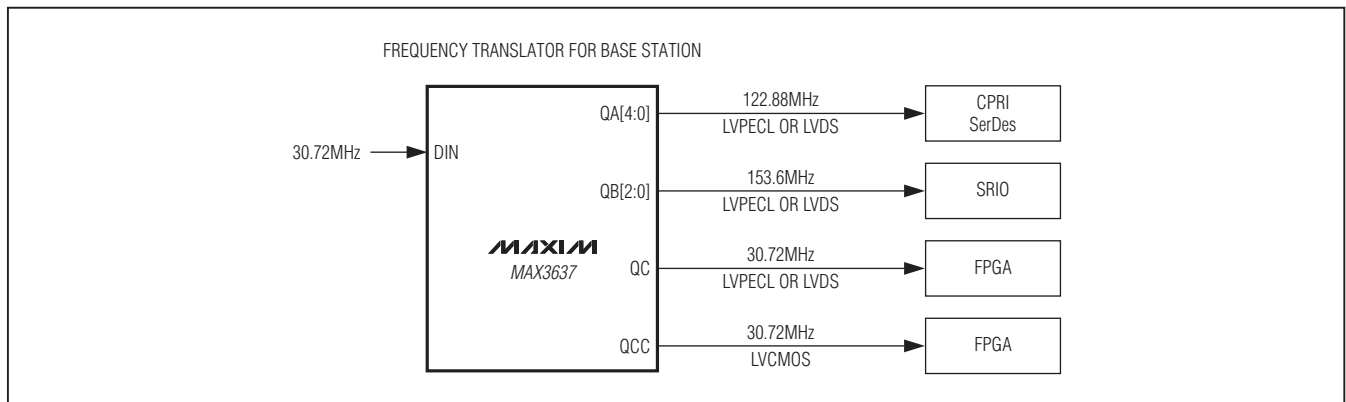 FREQUENCY TRANSLATOR FOR BASE STATION
30.72MHz
DIN
QA[4:0]
122.88MHz
LVPECL OR LVDS
CPRI
SerDes
QB[2:0]
153.6MHz
LVPECL OR LVDS
SRIO
MAXIM
MAX3637
QC
30.72MHz
LVPECL OR LVDS
FPGA
QCC
30.72MHz
LVCMOS
FPGA